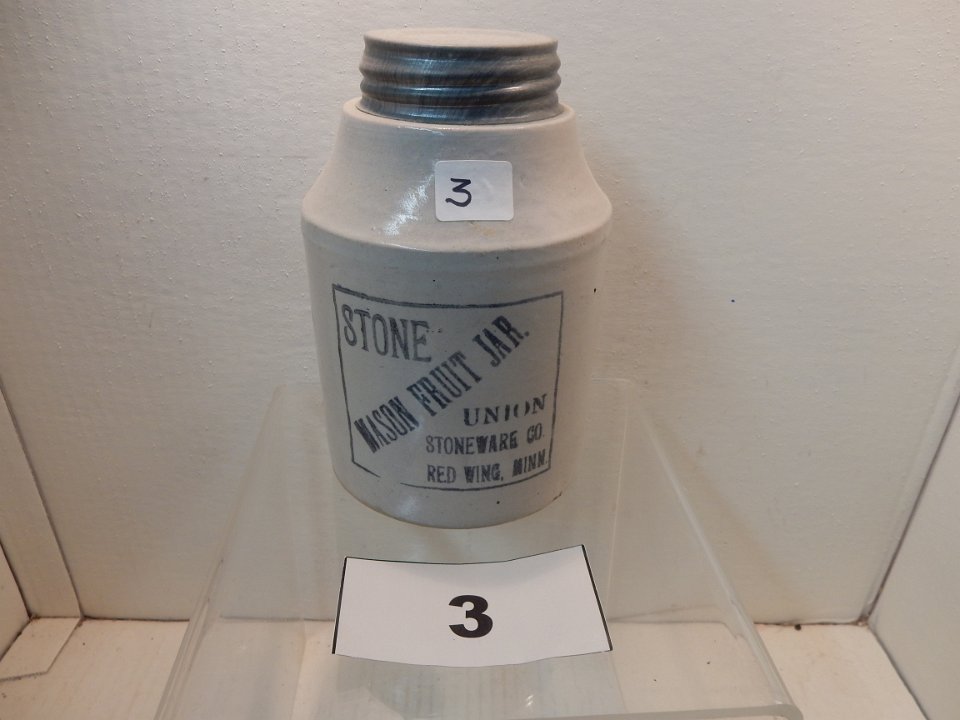 3
STONE
MASON FRUIT JAR.
UNION
STONEWARE CO.
RED WING, MINN.
3